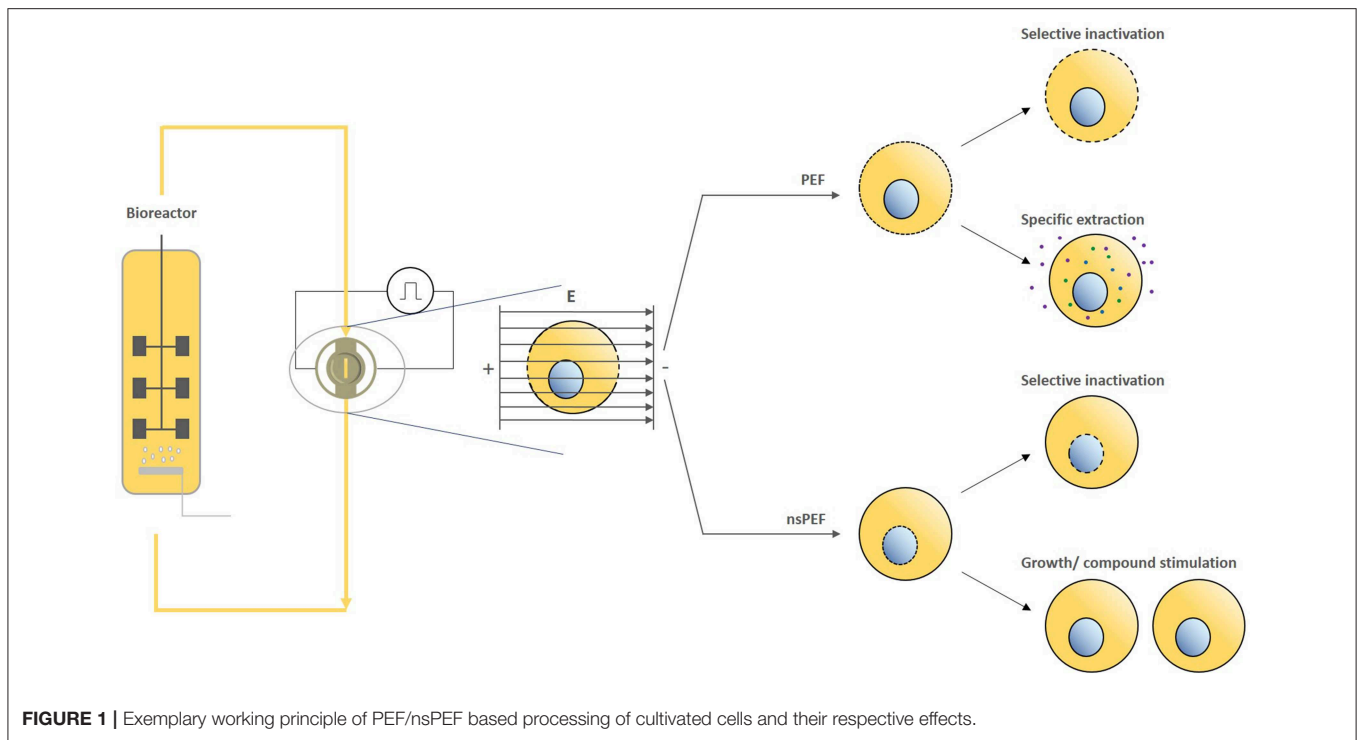 Selective inactivation
PEF
Bioreactor
Specific extraction
E
+
-
Selective inactivation
nsPEF
Growth/ compound stimulation
FIGURE 1 | Exemplary working principle of PEF/nsPEF based processing of cultivated cells and their respective effects.